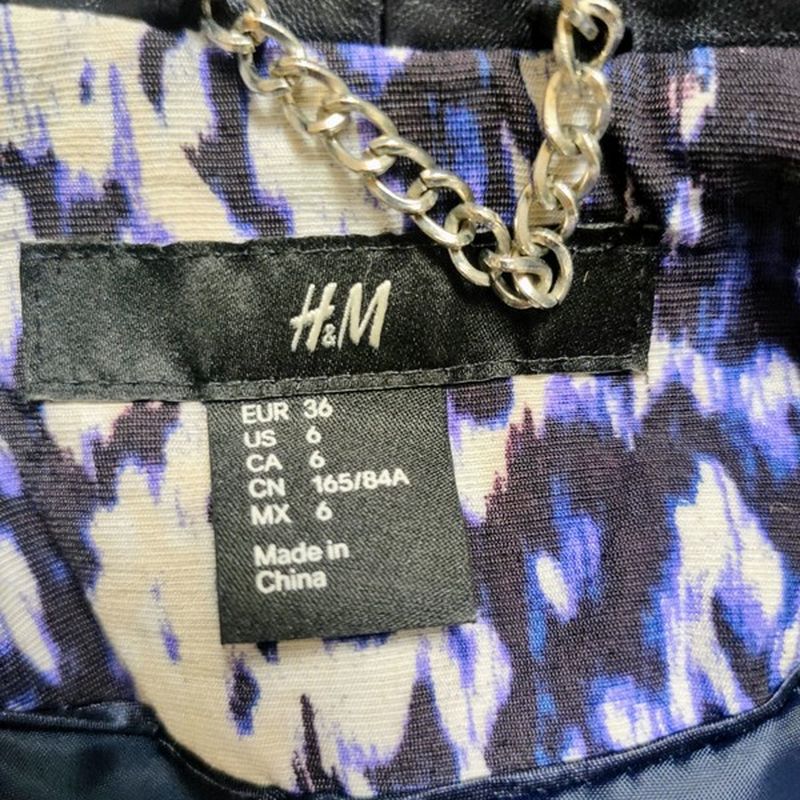 H&M
EUR 36
US 6
CA 6
CN 165/84A
MX 6
Made in
China